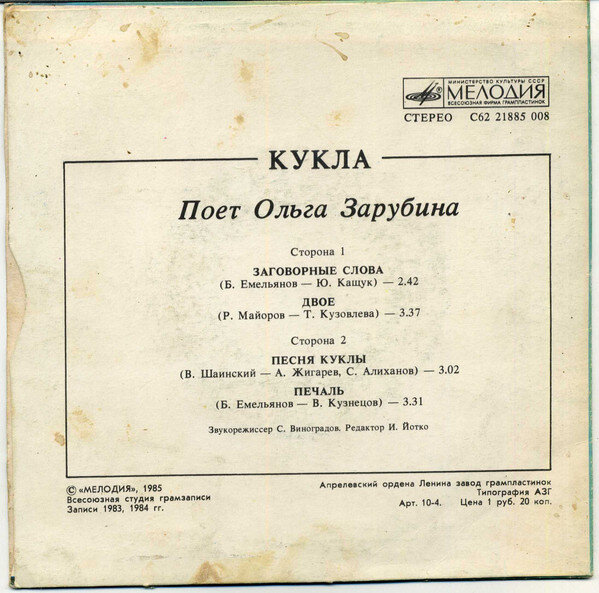 МИНИСТЕРСТВО КУЛЬТУРЫ СССР
МЕЛОДИЯ
ВСЕСОЮЗНАЯ ФИРМА ГРАМПЛАСТИНОК
СТЕРЕО С62 21885 008
КУКЛА
Поет Ольга Зарубина
Сторона 1
ЗАГОВОРНЫЕ СЛОВА
(Б. Емельянов — Ю. Кащук) — 2.42
ДВОЕ
(Р. Майоров — Т. Кузовлева) — 3.37
Сторона 2
ПЕСНЯ КУКЛЫ
(В. Шаинский — А. Жигарев, С. Алиханов) — 3.02
ПЕЧАЛЬ
(Б. Емельянов — В. Кузнецов) — 3.31
Звукорежиссер С. Виноградов. Редактор И. Йотко
© «МЕЛОДИЯ», 1985
Всесоюзная студия грамзаписи
Записи 1983, 1984 гг.
Апрелевский ордена Ленина завод грампластинок
Типография АЗГ
Арт. 10-4. Цена 1 руб. 20 коп.